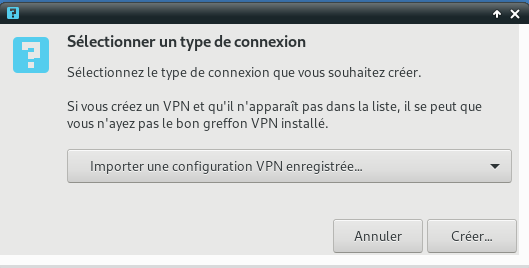 Sélectionner un type de connexion
Sélectionnez le type de connexion que vous souhaitez créer.
Si vous créez un VPN et qu'il n'apparaît pas dans la liste, il se peut que
vous n'ayez pas le bon greffon VPN installé.
Importer une configuration VPN enregistrée...
Annuler
Créer...